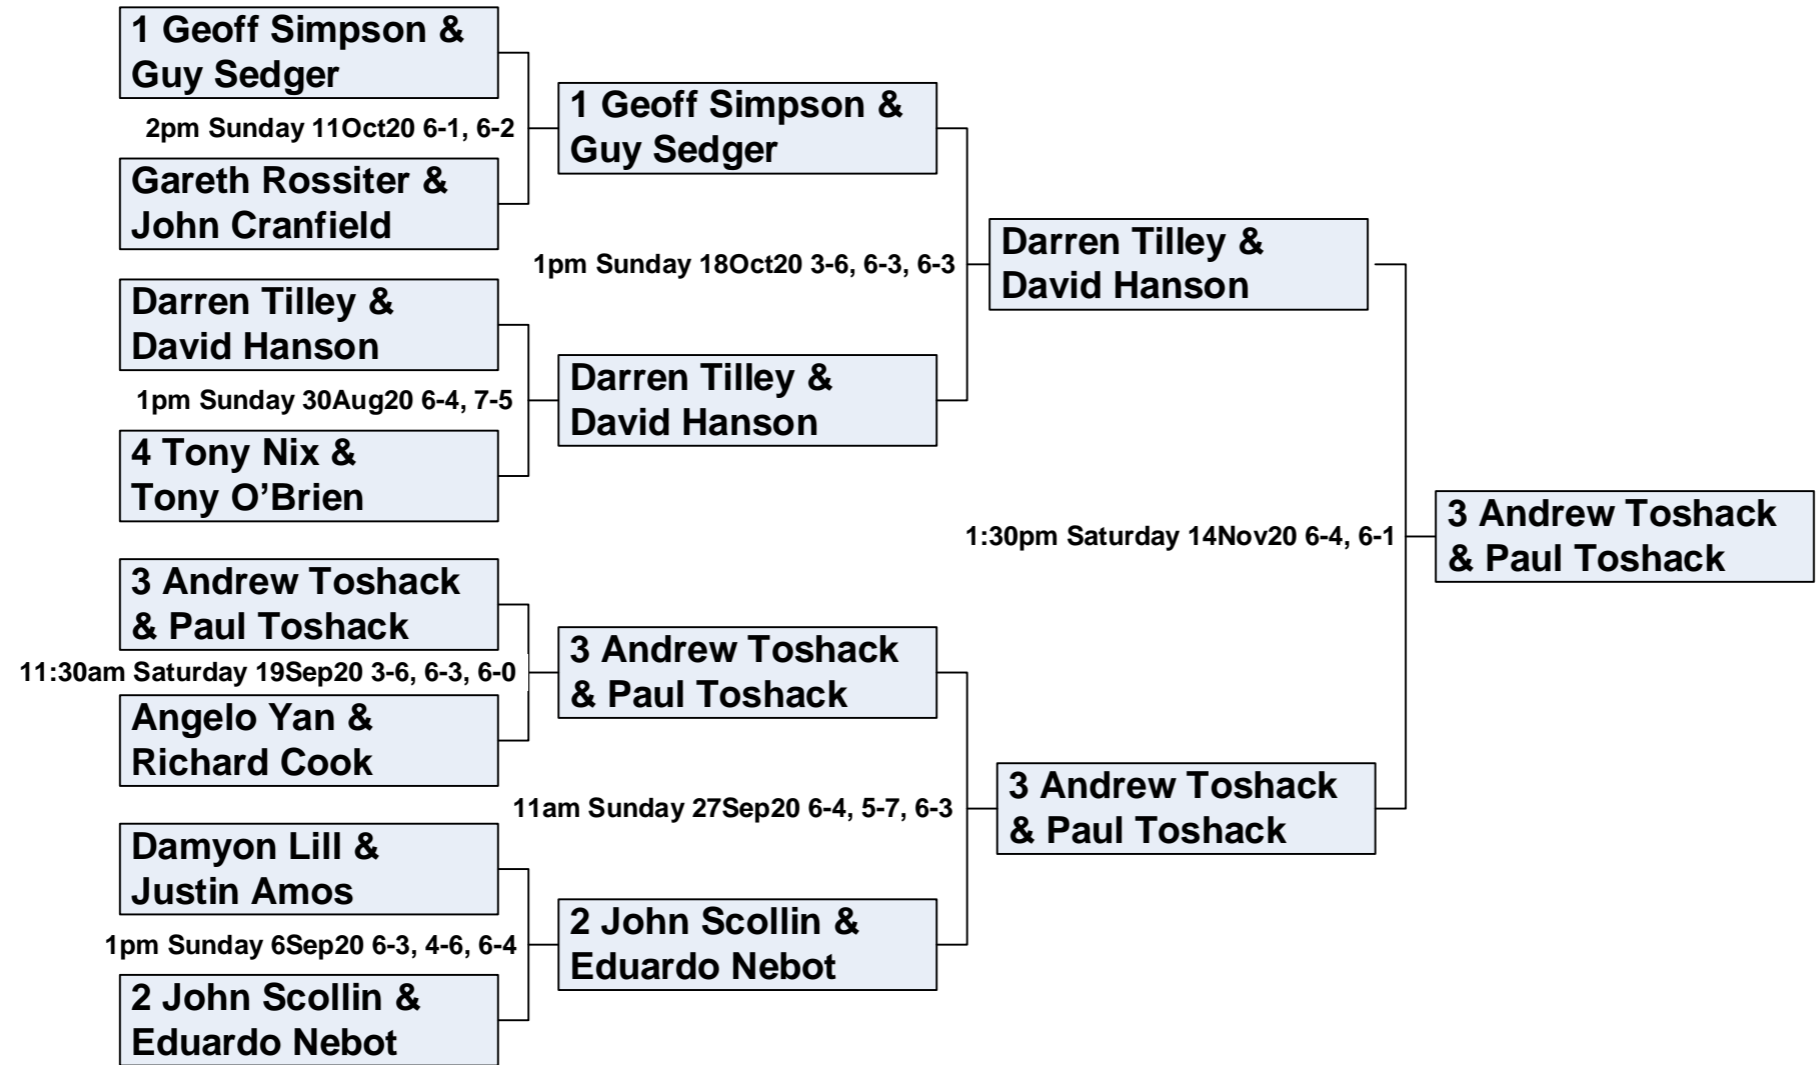 1 Geoff Simpson &
Guy Sedger
2pm Sunday 11Oct20 6-1, 6-2
Gareth Rossiter &
John Cranfield
Darren Tilley &
David Hanson
1pm Sunday 30Aug20 6-4, 7-5
4 Tony Nix &
Tony O’Brien
3 Andrew Toshack
& Paul Toshack
11:30am Saturday 19Sep20 3-6, 6-3, 6-0
Angelo Yan &
Richard Cook
Damyon Lill &
Justin Amos
1pm Sunday 6Sep20 6-3, 4-6, 6-4
2 John Scollin &
Eduardo Nebot
1 Geoff Simpson &
Guy Sedger
1pm Sunday 18Oct20 3-6, 6-3, 6-3
Darren Tilley &
David Hanson
3 Andrew Toshack
& Paul Toshack
11am Sunday 27Sep20 6-4, 5-7, 6-3
2 John Scollin &
Eduardo Nebot
Darren Tilley &
David Hanson
1:30pm Saturday 14Nov20 6-4, 6-1
3 Andrew Toshack
& Paul Toshack
3 Andrew Toshack
& Paul Toshack